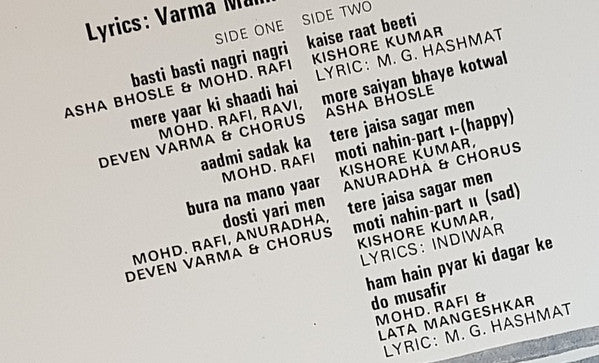 Lyrics: Varma
SIDE ONE
basti basti nagri nagri
ASHA BHOSLE & MOHD. RAFI
mere yaar ki shaadi hai
MOHD. RAFI, RAVI,
DEVEN VARMA & CHORUS
aadmi sadak ka
MOHD. RAFI
bura na mano yaar
dosti yari men
MOHD. RAFI, ANURADHA,
DEVEN VARMA & CHORUS
SIDE TWO
kaise raat beeti
KISHORE KUMAR
LYRIC: M. G. HASHMAT
more saiyan bhaye kotwal
ASHA BHOSLE
tere jaisa sagar men
moti nahin-part I-(happy)
KISHORE KUMAR,
ANURADHA & CHORUS
tere jaisa sagar men
moti nahin-part II (sad)
KISHORE KUMAR,
LYRICS: INDIWAR
ham hain pyar ki dagar ke
do musafir
MOHD. RAFI &
LATA MANGESHKAR
LYRIC: M. G. HASHMAT